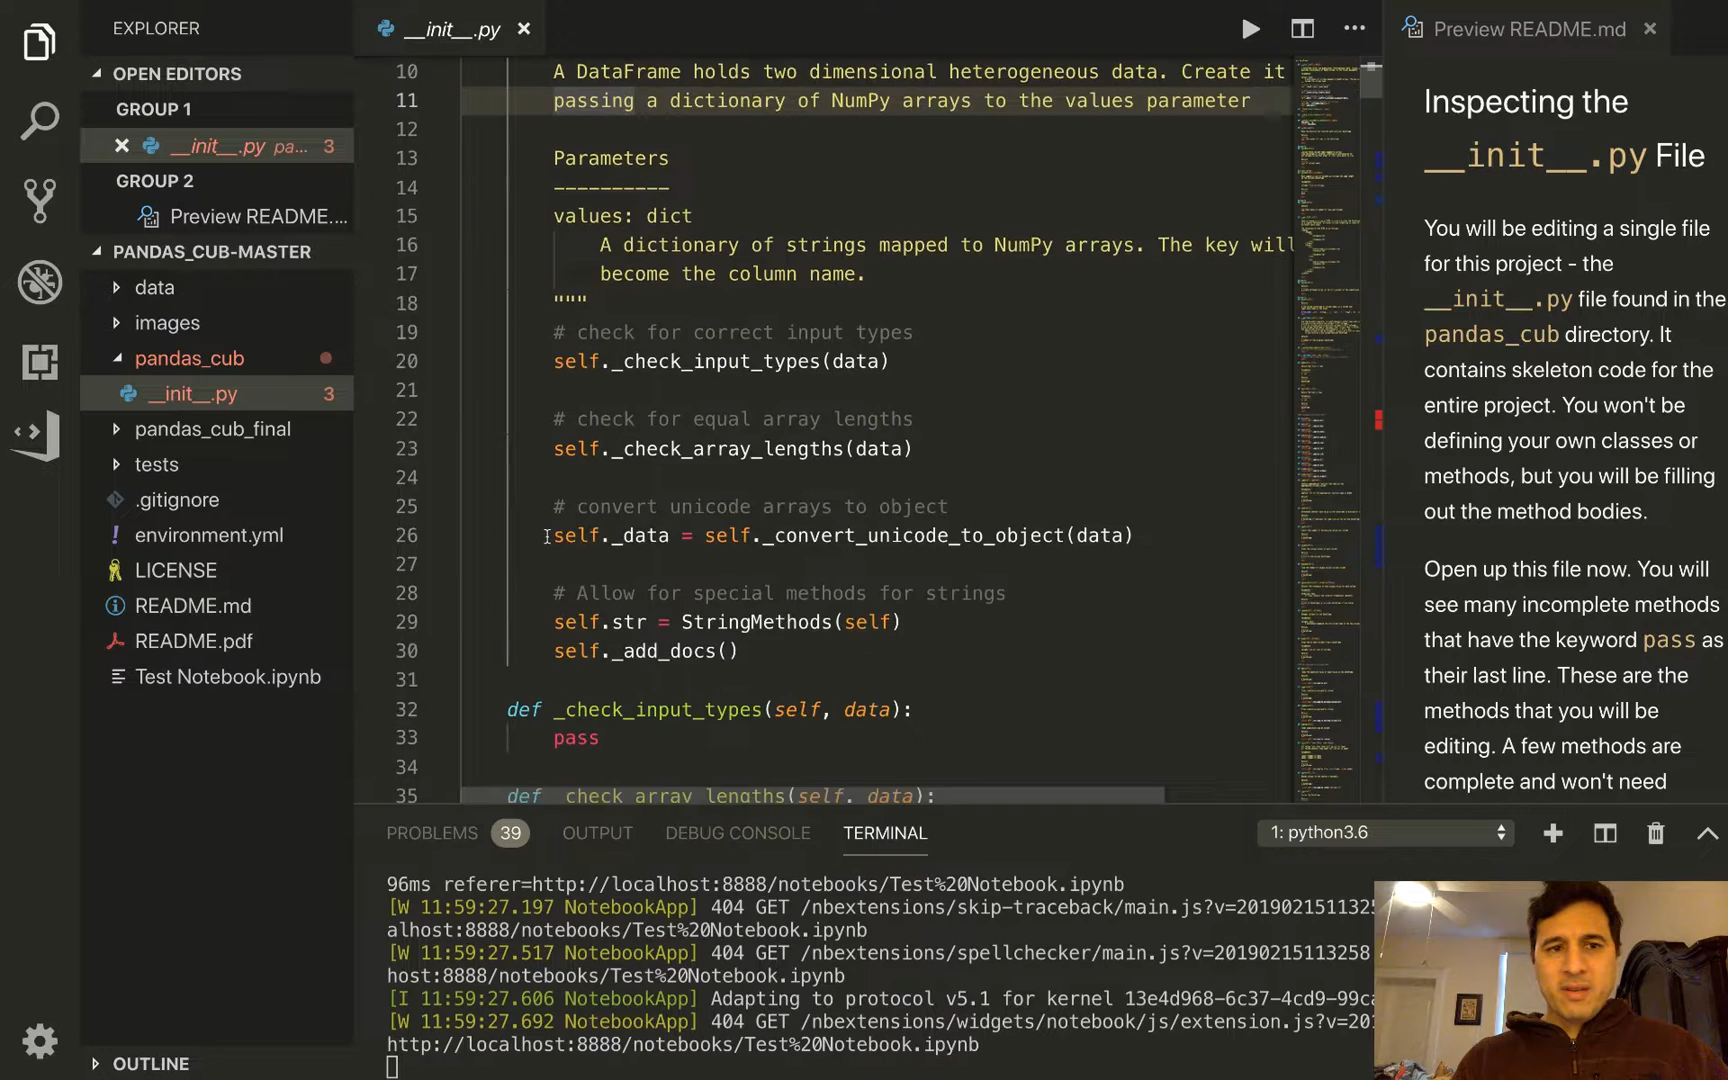 EXPLORER
OPEN EDITORS
GROUP 1
__init__.py pa... 3
GROUP 2
Preview README....
PANDAS_CUB-MASTER
data
images
pandas_cub
__init__.py 3
pandas_cub_final
tests
.gitignore
environment.yml
LICENSE
README.md
README.pdf
Test Notebook.ipynb
OUTLINE
__init__.py
10 A DataFrame holds two dimensional heterogeneous data. Create it
11 passing a dictionary of NumPy arrays to the values parameter
12
13 Parameters
14 ----------
15 values: dict
16 A dictionary of strings mapped to NumPy arrays. The key will
17 become the column name.
18 """
19 # check for correct input types
20 self._check_input_types(data)
21
22 # check for equal array lengths
23 self._check_array_lengths(data)
24
25 # convert unicode arrays to object
26 self._data = self._convert_unicode_to_object(data)
27
28 # Allow for special methods for strings
29 self.str = StringMethods(self)
30 self._add_docs()
31
32 def _check_input_types(self, data):
33 pass
34
35 def _check_array_lengths(self, data):
Preview README.md
Inspecting the
__init__.py File
You will be editing a single file
for this project - the
__init__.py file found in the
pandas_cub directory. It
contains skeleton code for the
entire project. You won't be
defining your own classes or
methods, but you will be filling
out the method bodies.
Open up this file now. You will
see many incomplete methods
that have the keyword pass as
their last line. These are the
methods that you will be
editing. A few methods are
complete and won't need
PROBLEMS 39 OUTPUT DEBUG CONSOLE TERMINAL 1: python3.6
96ms referer=http://localhost:8888/notebooks/Test%20Notebook.ipynb
[W 11:59:27.197 NotebookApp] 404 GET /nbextensions/skip-traceback/main.js?v=2019021511325
alhost:8888/notebooks/Test%20Notebook.ipynb
[W 11:59:27.517 NotebookApp] 404 GET /nbextensions/spellchecker/main.js?v=20190215113258
host:8888/notebooks/Test%20Notebook.ipynb
[I 11:59:27.606 NotebookApp] Adapting to protocol v5.1 for kernel 13e4d968-6c37-4cd9-99ca
[W 11:59:27.692 NotebookApp] 404 GET /nbextensions/widgets/notebook/js/extension.js?v=201
http://localhost:8888/notebooks/Test%20Notebook.ipynb